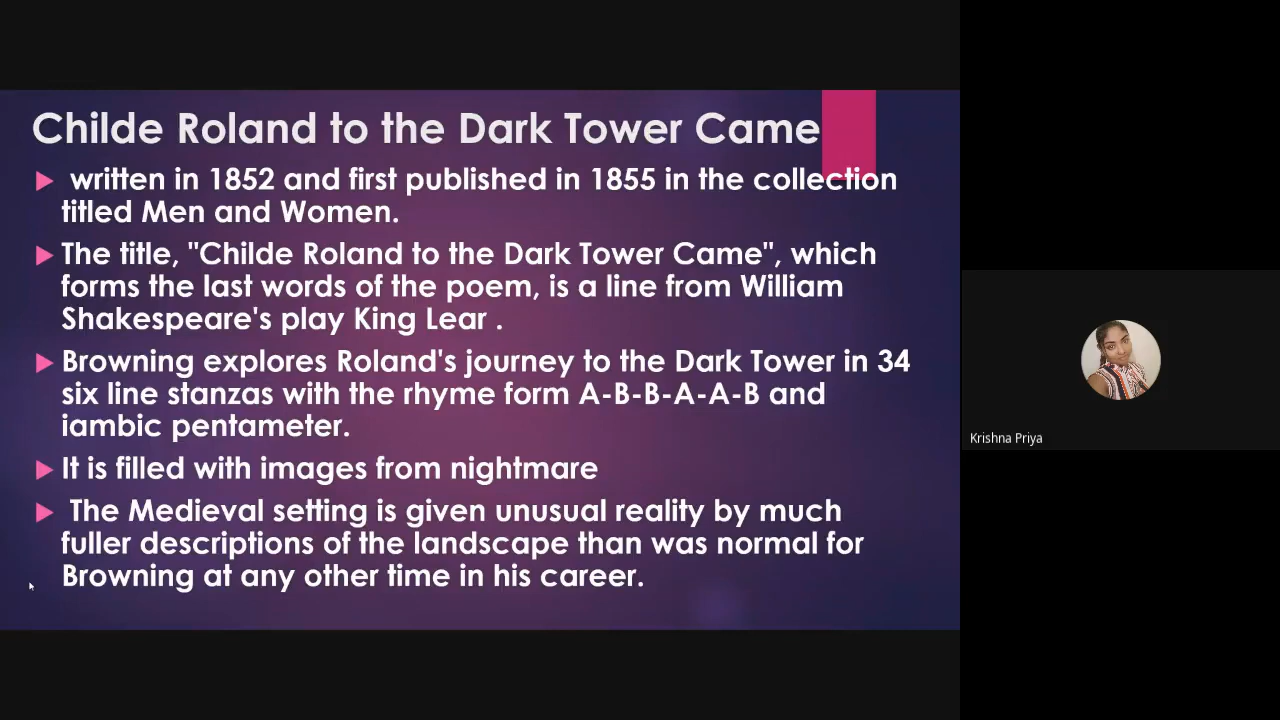 Childe Roland to the Dark Tower Came
written in 1852 and first published in 1855 in the collection
titled Men and Women.
The title, "Childe Roland to the Dark Tower Came", which
forms the last words of the poem, is a line from William
Shakespeare's play King Lear .
Browning explores Roland's journey to the Dark Tower in 34
six line stanzas with the rhyme form A-B-B-A-A-B and
iambic pentameter.
It is filled with images from nightmare
The Medieval setting is given unusual reality by much
fuller descriptions of the landscape than was normal for
Browning at any other time in his career.
Krishna Priya